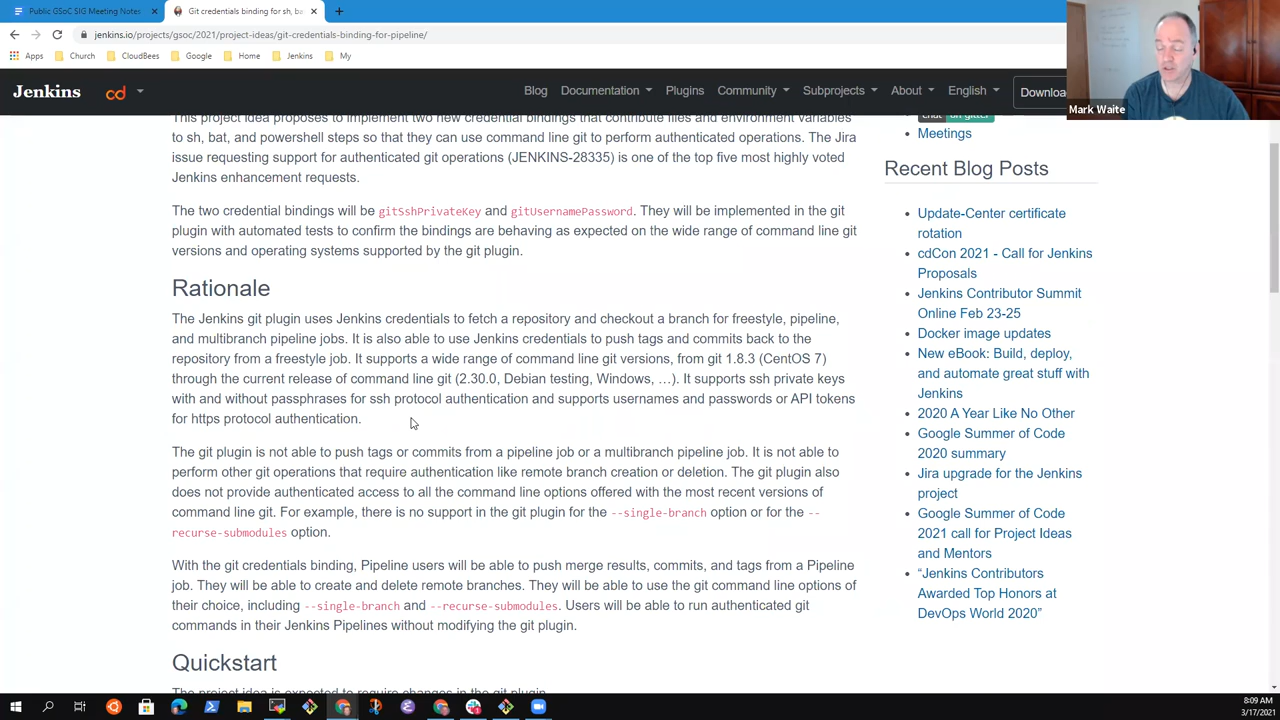 Public GSoC SIG Meeting Notes
Git credentials binding for sh, ba
jenkins.io/projects/gsoc/2021/project-ideas/git-credentials-binding-for-pipeline/
Apps
Church
CloudBees
Google
Home
Jenkins
My
Jenkins
cd
Blog
Documentation
Plugins
Community
Subprojects
About
English
Downloa
Mark Waite
This project idea proposes to implement two new credential bindings that contribute files and environment variables
to sh, bat, and powershell steps so that they can use command line git to perform authenticated operations. The Jira
issue requesting support for authenticated git operations (JENKINS-28335) is one of the top five most highly voted
Jenkins enhancement requests.
The two credential bindings will be gitSshPrivateKey and gitUsernamePassword. They will be implemented in the git
plugin with automated tests to confirm the bindings are behaving as expected on the wide range of command line git
versions and operating systems supported by the git plugin.
Rationale
The Jenkins git plugin uses Jenkins credentials to fetch a repository and checkout a branch for freestyle, pipeline,
and multibranch pipeline jobs. It is also able to use Jenkins credentials to push tags and commits back to the
repository from a freestyle job. It supports a wide range of command line git versions, from git 1.8.3 (CentOS 7)
through the current release of command line git (2.30.0, Debian testing, Windows, …). It supports ssh private keys
with and without passphrases for ssh protocol authentication and supports usernames and passwords or API tokens
for https protocol authentication.
The git plugin is not able to push tags or commits from a pipeline job or a multibranch pipeline job. It is not able to
perform other git operations that require authentication like remote branch creation or deletion. The git plugin also
does not provide authenticated access to all the command line options offered with the most recent versions of
command line git. For example, there is no support in the git plugin for the --single-branch option or for the --
recurse-submodules option.
With the git credentials binding, Pipeline users will be able to push merge results, commits, and tags from a Pipeline
job. They will be able to create and delete remote branches. They will be able to use the git command line options of
their choice, including --single-branch and --recurse-submodules. Users will be able to run authenticated git
commands in their Jenkins Pipelines without modifying the git plugin.
Quickstart
The project idea is expected to require changes in the git plugin
chat on gitter
Meetings
Recent Blog Posts
Update-Center certificate
rotation
cdCon 2021 - Call for Jenkins
Proposals
Jenkins Contributor Summit
Online Feb 23-25
Docker image updates
New eBook: Build, deploy,
and automate great stuff with
Jenkins
2020 A Year Like No Other
Google Summer of Code
2020 summary
Jira upgrade for the Jenkins
project
Google Summer of Code
2021 call for Project Ideas
and Mentors
“Jenkins Contributors
Awarded Top Honors at
DevOps World 2020”
8:09 AM
3/17/2021